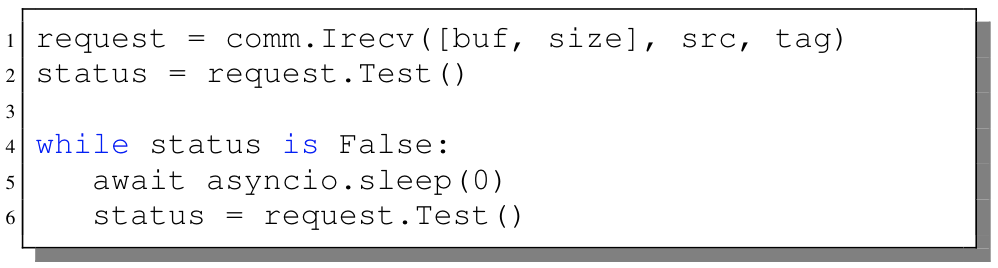 1 request = comm.Irecv([buf, size], src, tag)
2 status = request.Test()
3
4 while status is False:
5    await asyncio.sleep(0)
6    status = request.Test()